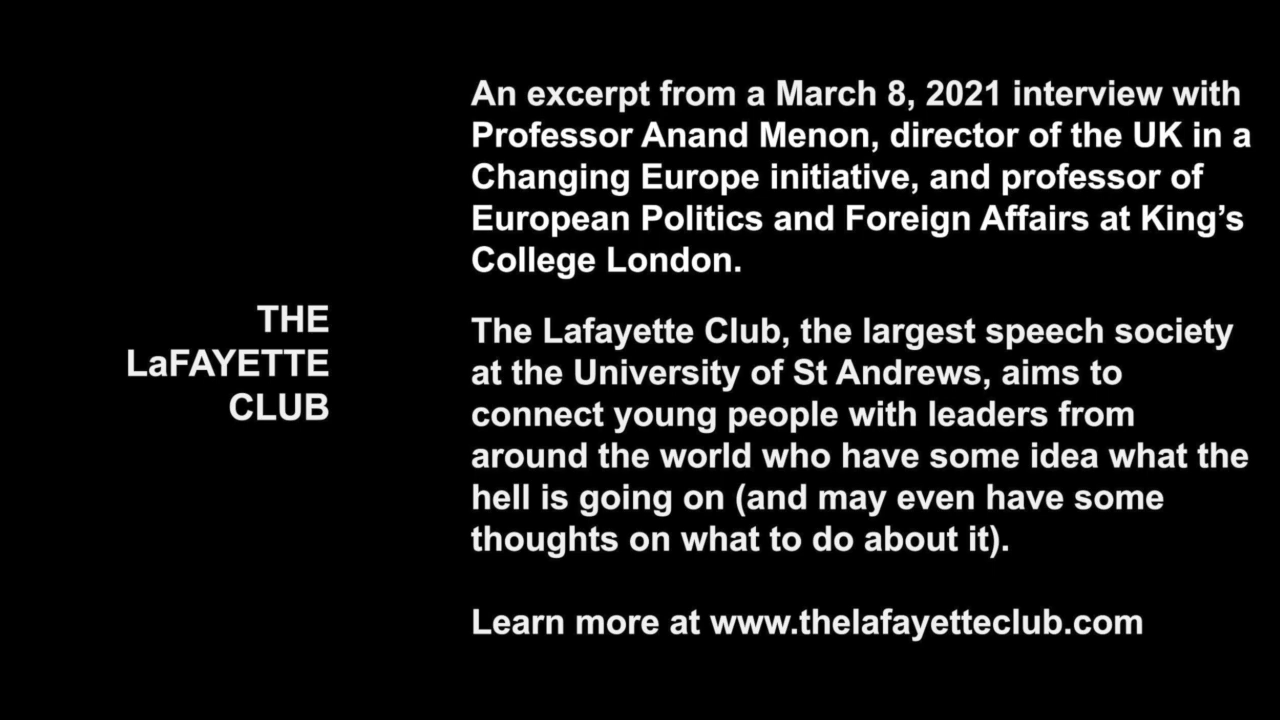 THE
LaFAYETTE
CLUB
An excerpt from a March 8, 2021 interview with
Professor Anand Menon, director of the UK in a
Changing Europe initiative, and professor of
European Politics and Foreign Affairs at King’s
College London.
The Lafayette Club, the largest speech society
at the University of St Andrews, aims to
connect young people with leaders from
around the world who have some idea what the
hell is going on (and may even have some
thoughts on what to do about it).
Learn more at www.thelafayetteclub.com